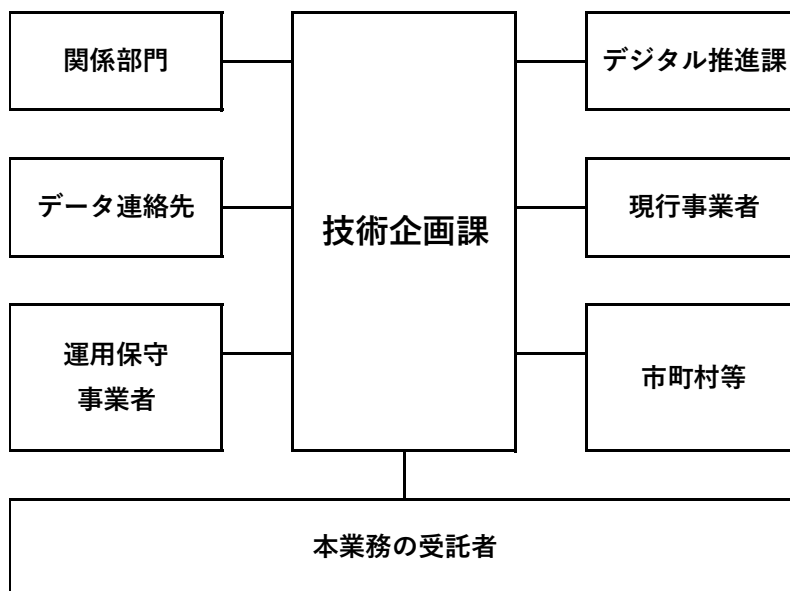 関係部門
データ連絡先
運用保守
事業者
技術企画課
デジタル推進課
現行事業者
市町村等
本業務の受託者